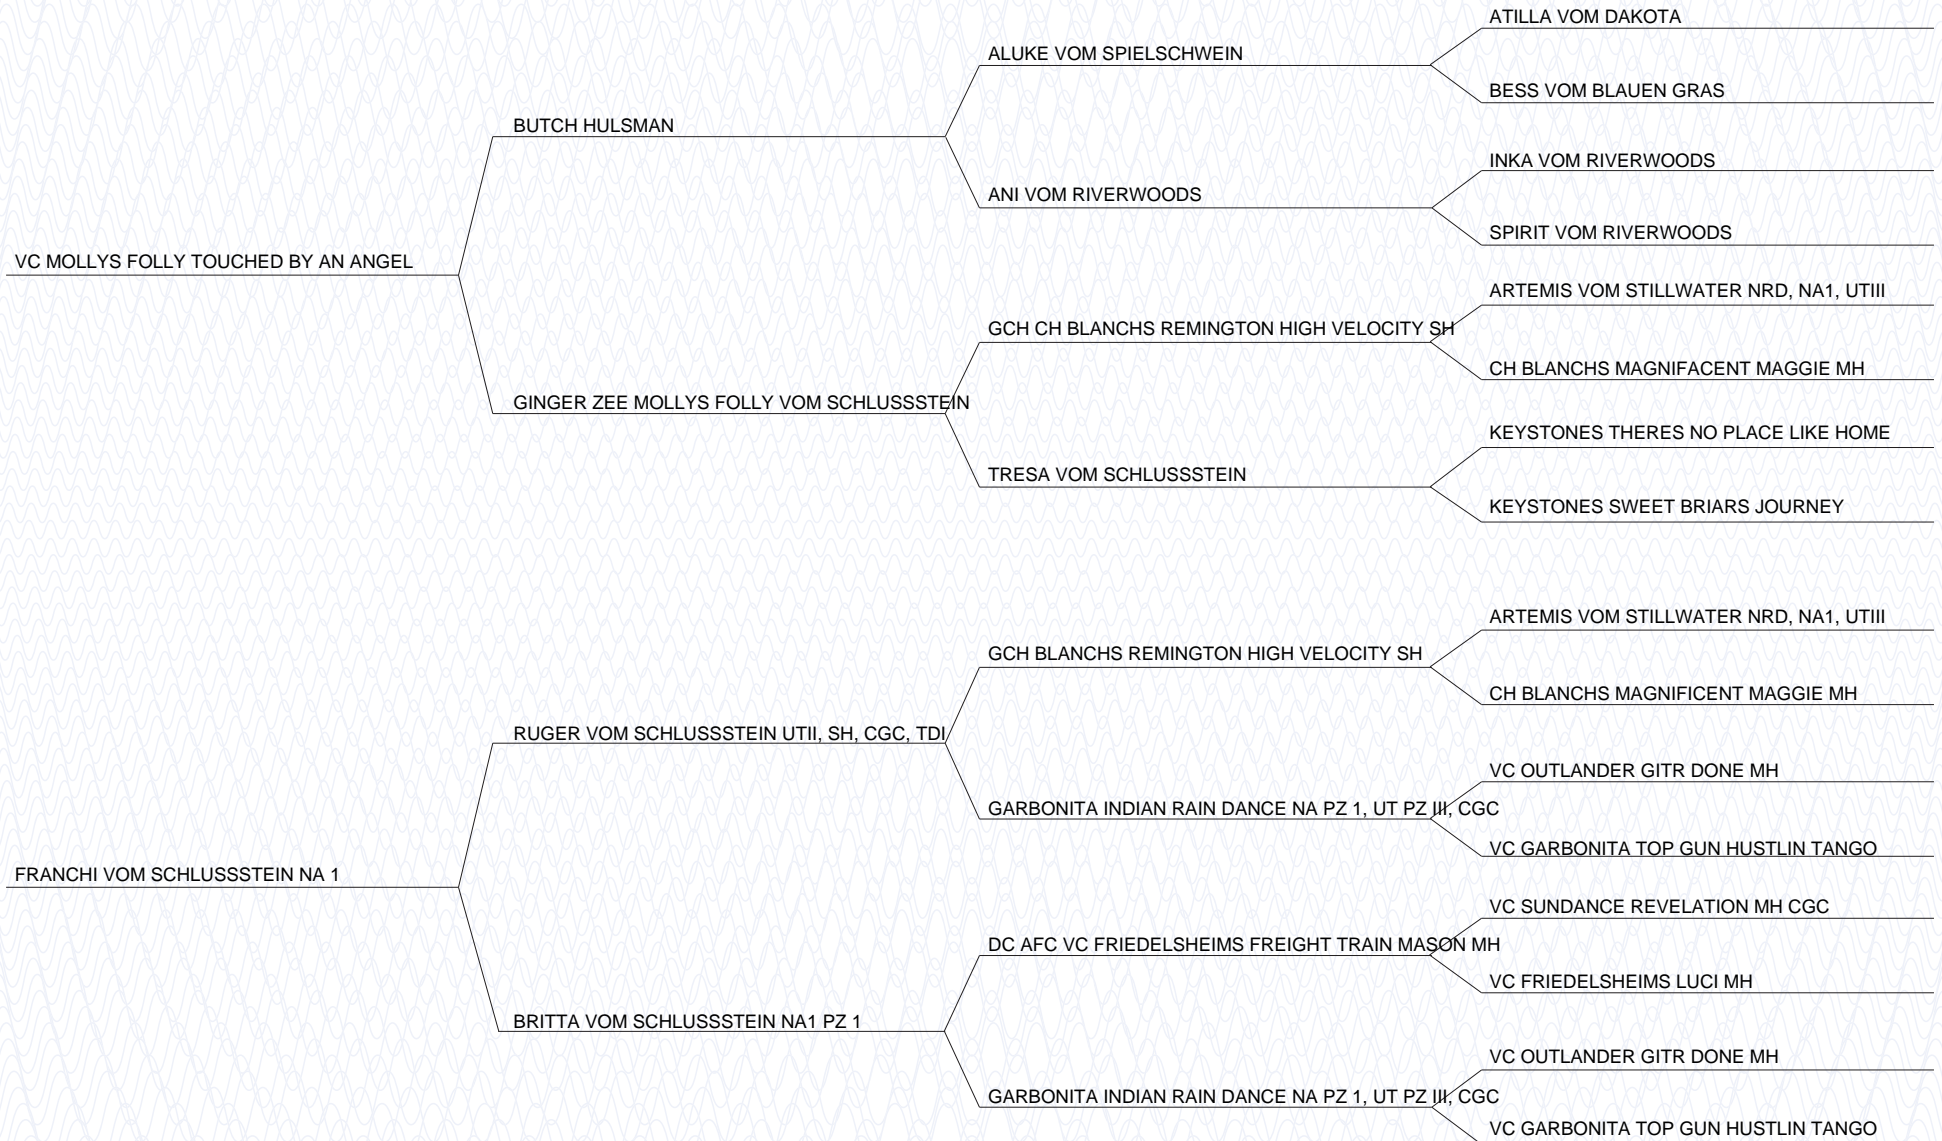 ATILLA VOM DAKOTA
ALUKE VOM SPIELSCHWEIN
BESS VOM BLAUEN GRAS
BUTCH HULSMAN
INKA VOM RIVERWOODS
ANI VOM RIVERWOODS
SPIRIT VOM RIVERWOODS
VC MOLLYS FOLLY TOUCHED BY AN ANGEL
ARTEMIS VOM STILLWATER NRD, NA1, UTIII
GCH CH BLANCHS REMINGTON HIGH VELOCITY SH
CH BLANCHS MAGNIFACENT MAGGIE MH
GINGER ZEE MOLLYS FOLLY VOM SCHLUSSSTEIN
KEYSTONES THERES NO PLACE LIKE HOME
TRESA VOM SCHLUSSSTEIN
KEYSTONES SWEET BRIARS JOURNEY
ARTEMIS VOM STILLWATER NRD, NA1, UTIII
GCH BLANCHS REMINGTON HIGH VELOCITY SH
CH BLANCHS MAGNIFICENT MAGGIE MH
RUGER VOM SCHLUSSSTEIN UTII, SH, CGC, TDI
VC OUTLANDER GITR DONE MH
GARBONITA INDIAN RAIN DANCE NA PZ 1, UT PZ III, CGC
VC GARBONITA TOP GUN HUSTLIN TANGO
FRANCHI VOM SCHLUSSSTEIN NA 1
VC SUNDANCE REVELATION MH CGC
DC AFC VC FRIEDELSHEIMS FREIGHT TRAIN MASON MH
VC FRIEDELSHEIMS LUCI MH
BRITTA VOM SCHLUSSSTEIN NA1 PZ 1
VC OUTLANDER GITR DONE MH
GARBONITA INDIAN RAIN DANCE NA PZ 1, UT PZ III, CGC
VC GARBONITA TOP GUN HUSTLIN TANGO